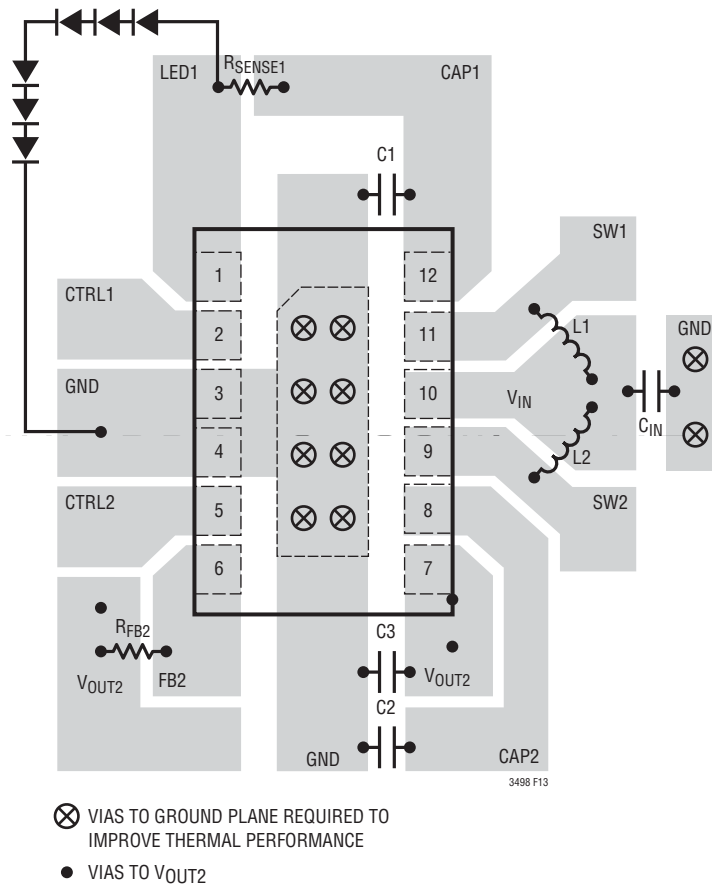 LED1
RSENSE1
CAP1
C1
SW1
1
12
CTRL1
2
11
L1
GND
GND
3
10
VIN
CIN
4
9
L2
CTRL2
5
8
SW2
6
7
RFB2
C3
VOUT2
FB2
VOUT2
C2
GND
CAP2
3498 F13
VIAS TO GROUND PLANE REQUIRED TO
IMPROVE THERMAL PERFORMANCE
VIAS TO VOUT2